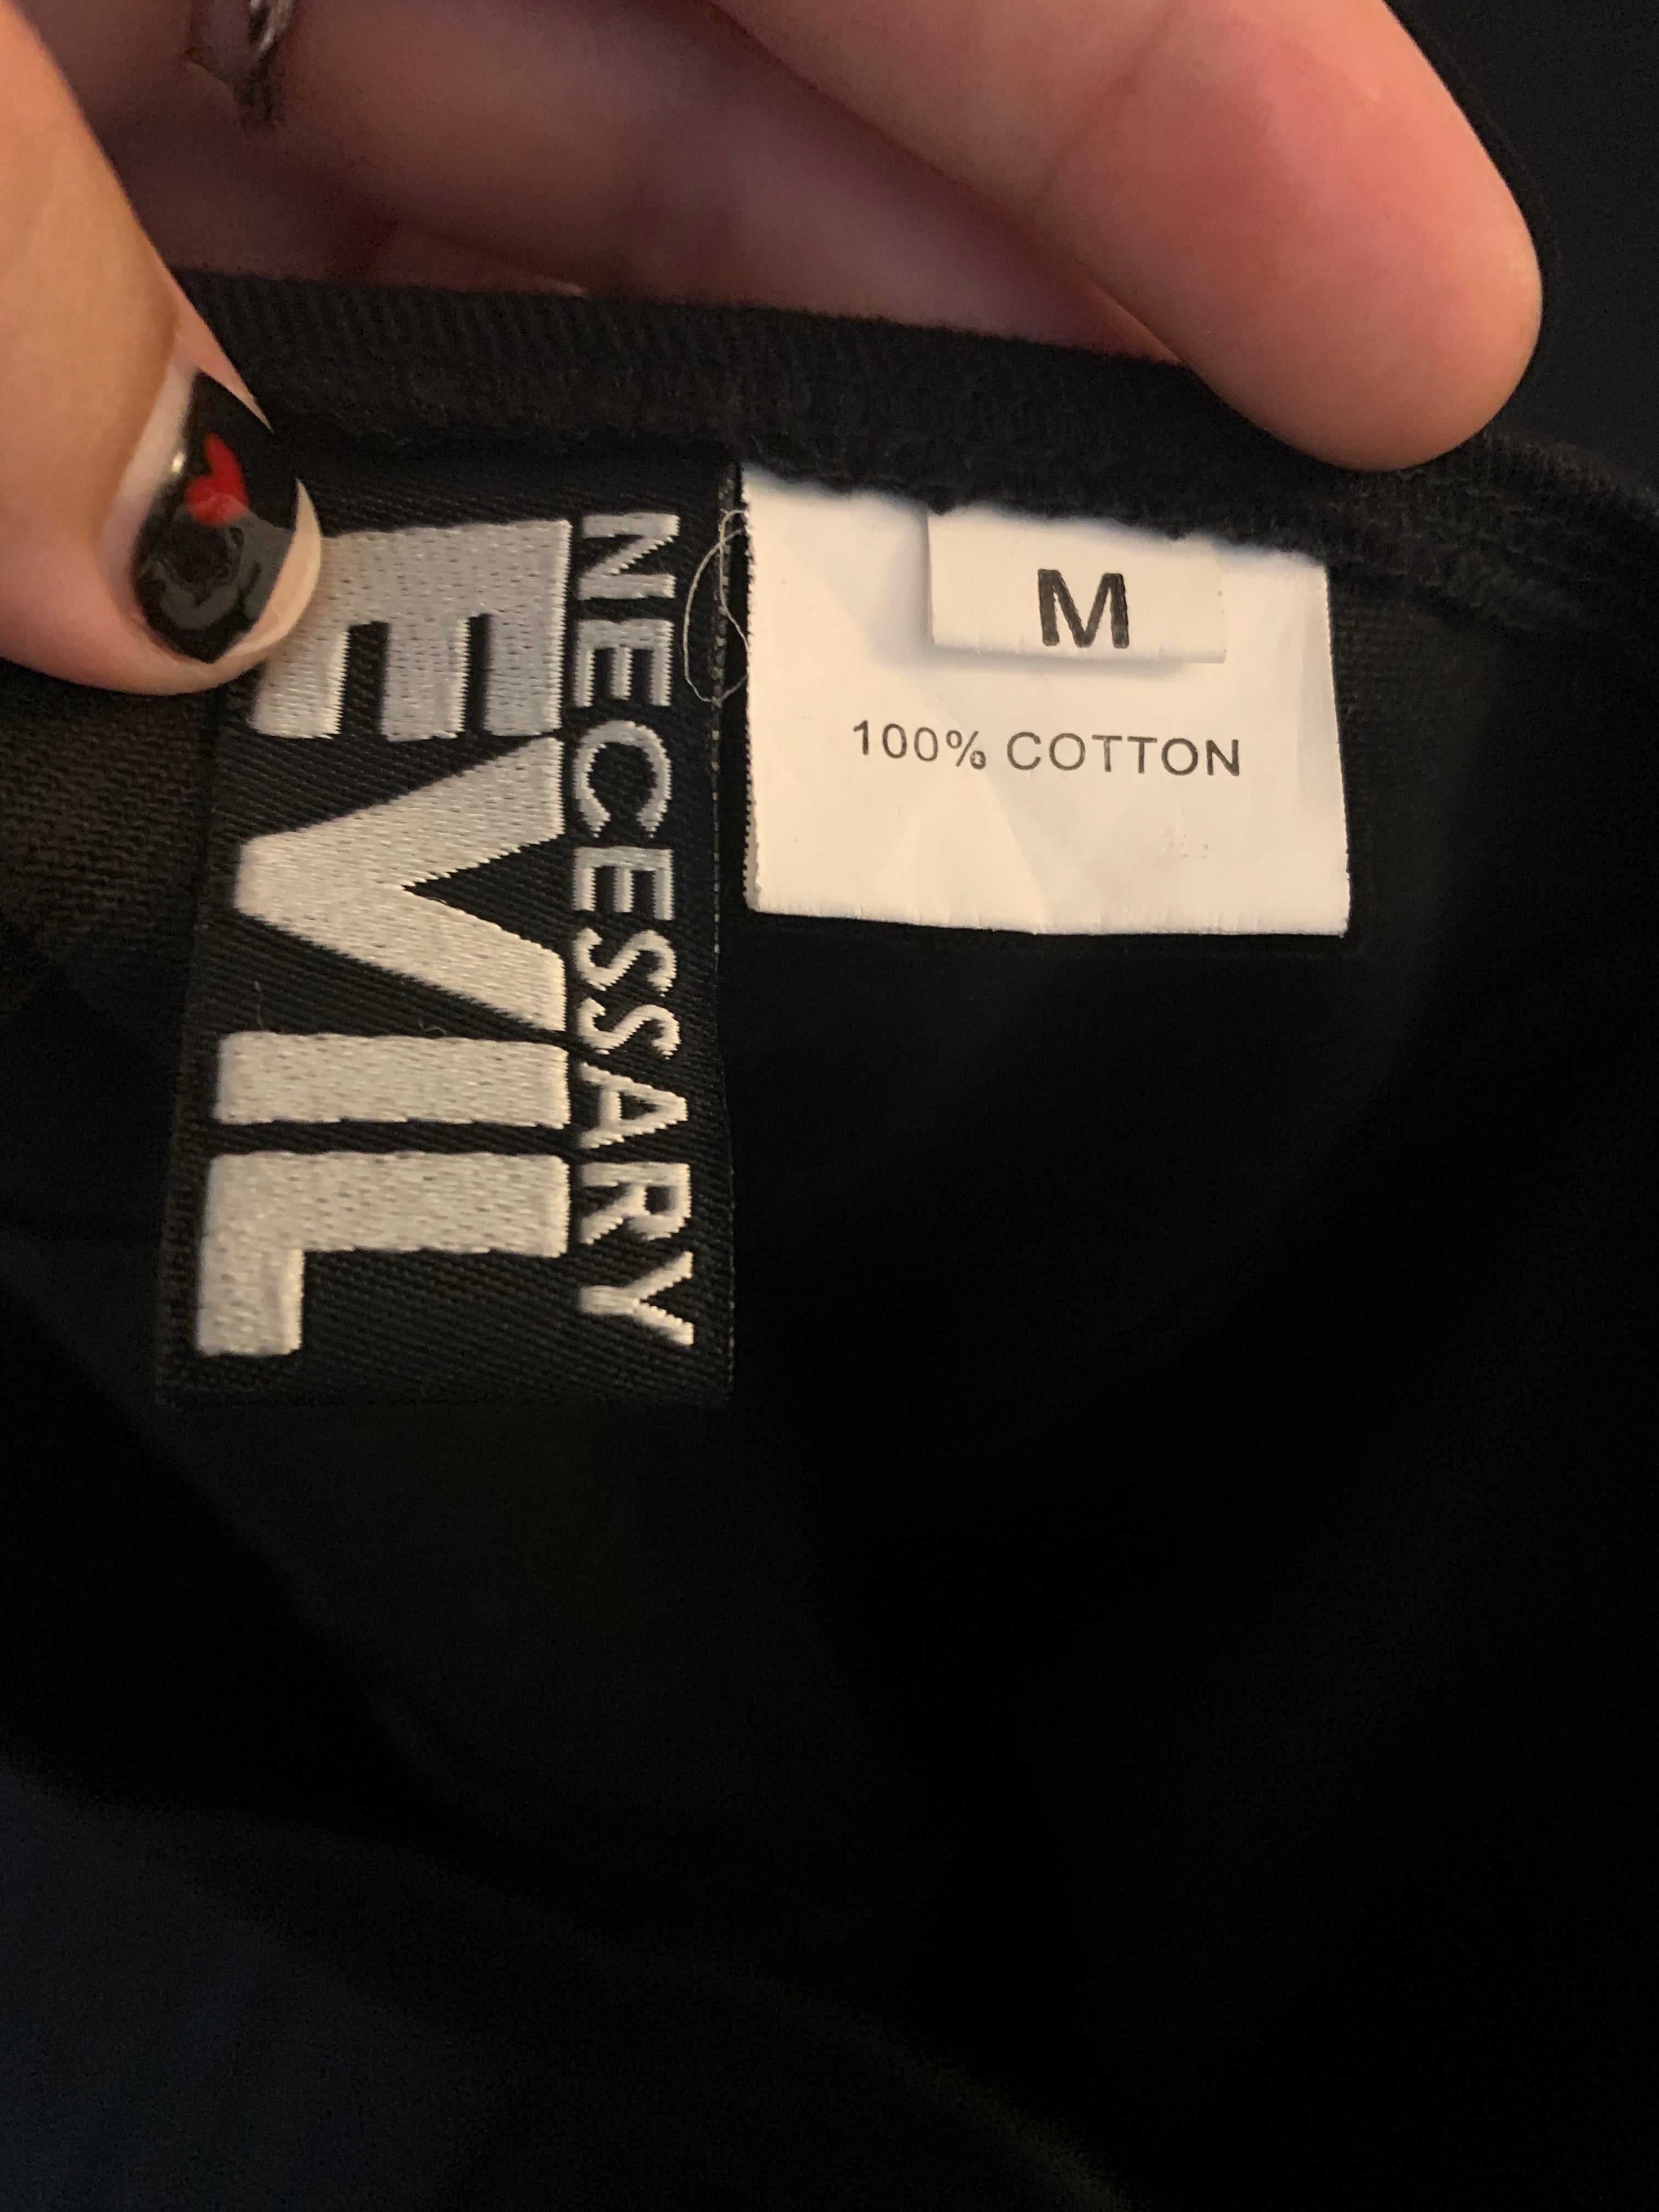 NECESSARY
EVIL
M
100% COTTON